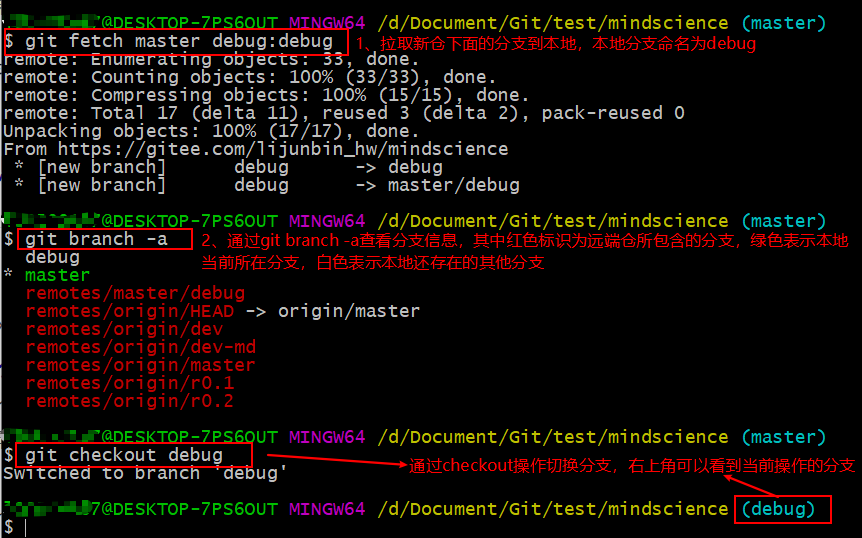 7@DESKTOP-7PS6OUT MINGW64 /d/Document/Git/test/mindscience (master)
$ git fetch master debug:debug 1、拉取新仓下面的分支到本地，本地分支命名为debug
remote: Enumerating objects: 33, done.
remote: Counting objects: 100% (33/33), done.
remote: Compressing objects: 100% (15/15), done.
remote: Total 17 (delta 11), reused 3 (delta 2), pack-reused 0
Unpacking objects: 100% (17/17), done.
From https://gitee.com/lijunbin_hw/mindscience
* [new branch] debug -> debug
* [new branch] debug -> master/debug
@DESKTOP-7PS6OUT MINGW64 /d/Document/Git/test/mindscience (master)
$ git branch -a 2、通过git branch -a查看分支信息，其中红色标识为远端仓所包含的分支，绿色表示本地
debug 当前所在分支，白色表示本地还存在的其他分支
* master
remotes/master/debug
remotes/origin/HEAD -> origin/master
remotes/origin/dev
remotes/origin/dev-md
remotes/origin/master
remotes/origin/r0.1
remotes/origin/r0.2
7@DESKTOP-7PS6OUT MINGW64 /d/Document/Git/test/mindscience (master)
$ git checkout debug
通过checkout操作切换分支，右上角可以看到当前操作的分支
Switched to branch 'debug'
7@DESKTOP-7PS6OUT MINGW64 /d/Document/Git/test/mindscience (debug)
$